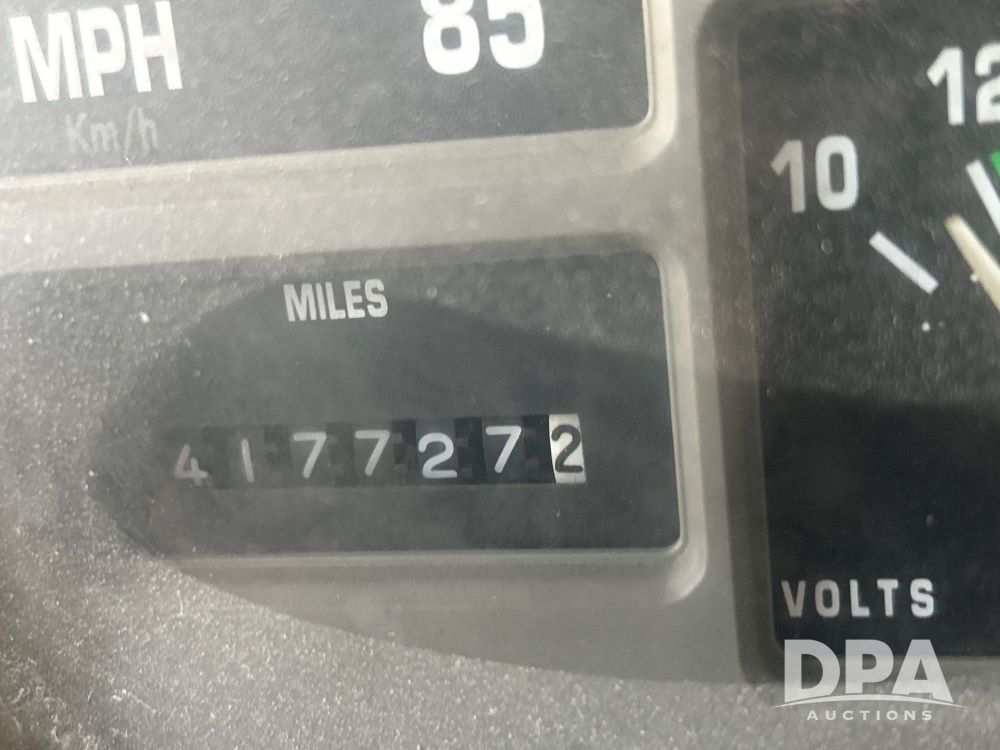 MPH 85
Km/h
12
10
MILES
4177272
VOLTS
DPA
AUCTIONS